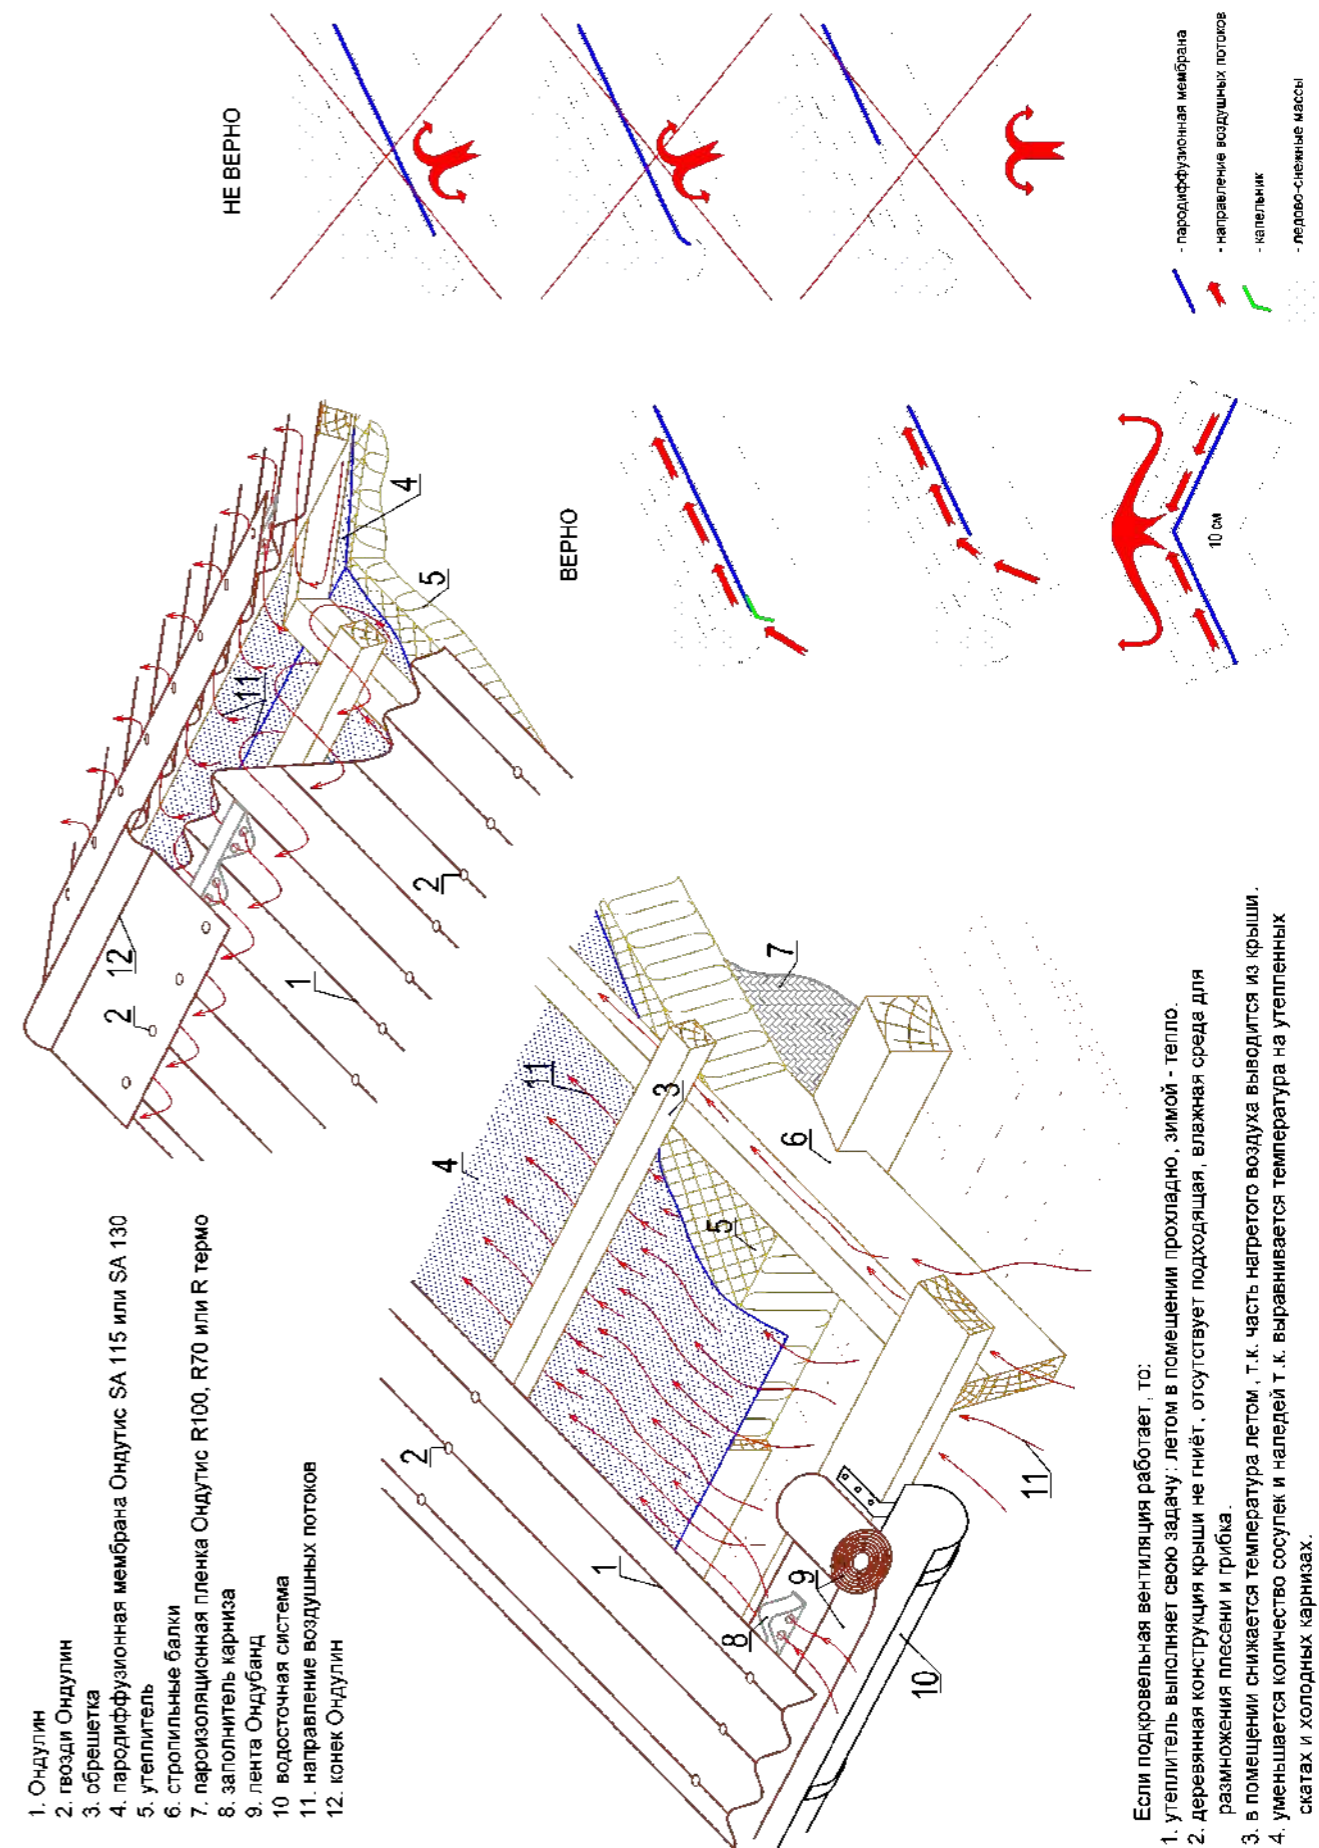 1. Ондулин
2. гвозди Ондулин
3. обрешетка
4. пародифузионная мембрана Ондутис SA 115 или SA 130
5. утеплитель
6. стропильные балки
7. пароизоляционная пленка Ондутис R100, R70 или R термо
8. заполнитель карниза
9. лента Ондубанд
10 водосточная система
11. направление воздушных потоков
12. конек Ондулин
12
2
1
2
11
4
5
НЕ ВЕРНО
ВЕРНО
10 см
- пародиффузионная мембрана
- направление воздушных потоков
- капельник
- ледово-снежные массы
2
4
11
3
7
6
5
1
9
8
10
11
Если подкровельная вентиляция работает, то:
1. утеплитель выполняет свою задачу: летом в помещении прохладно, зимой - тепло.
2. деревянная конструкция крыши не гниёт, отсутствует подходящая, влажная среда для
размножения плесени и грибка.
3. в помещении снижается температура летом, т.к. часть нагретого воздуха выводится из крыши.
4. уменьшается количество сосулек и наледей т.к. выравнивается температура на утепленных
скатах и холодных карнизах.